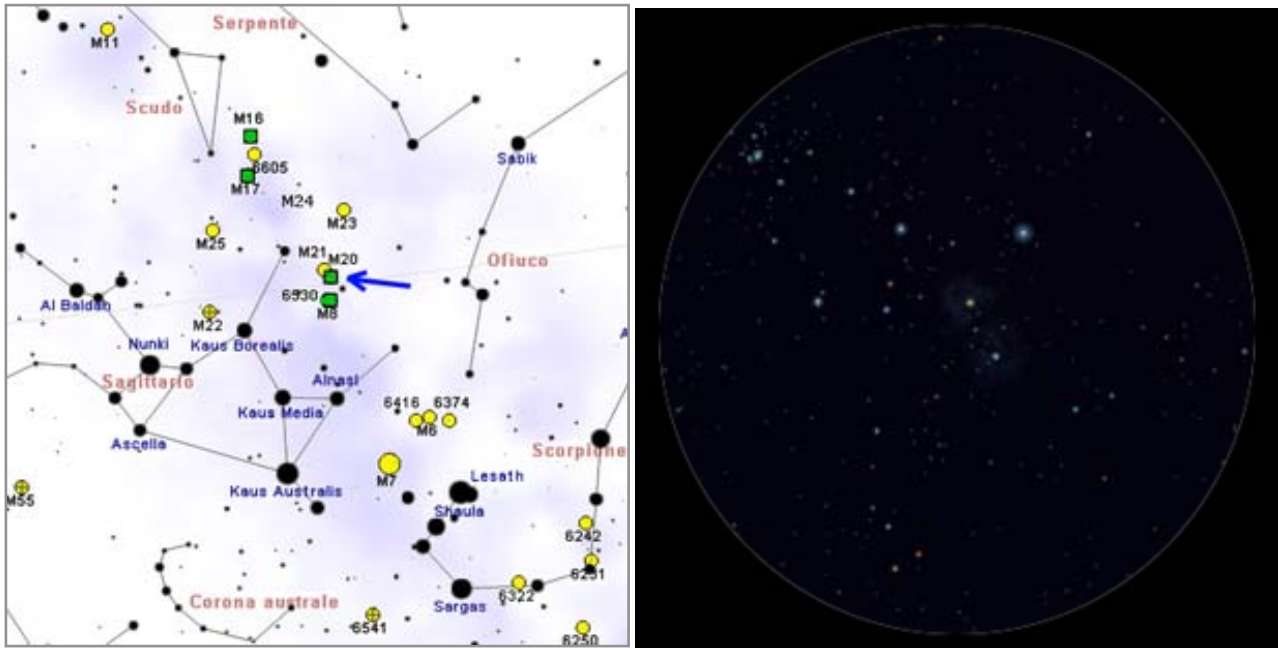 Serpente
M11
Scudo
M16
6605
M17
Sabik
M24
M23
M25
M21 M20
Ofiuco
6530
M8
Al Baldah
M22
Kaus Borealis
Nunki
Sagittario
Alnasl
Kaus Media
6416 6374
M6
Ascella
Scorpione
M7
Lesath
Kaus Australis
M55
Shaula
6242
6231
6322
Corona australe
Sargas
6541
6250